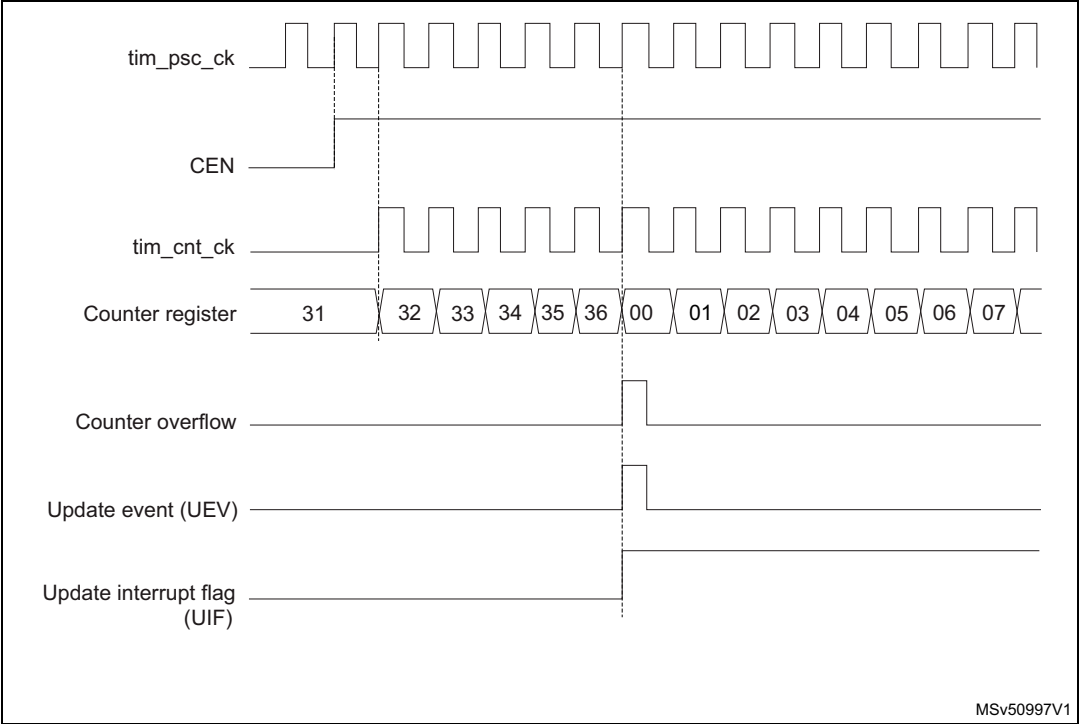 tim_psc_ck
CEN
tim_cnt_ck
Counter register 31 32 33 34 35 36 00 01 02 03 04 05 06 07
Counter overflow
Update event (UEV)
Update interrupt flag
(UIF)
MSv50997V1